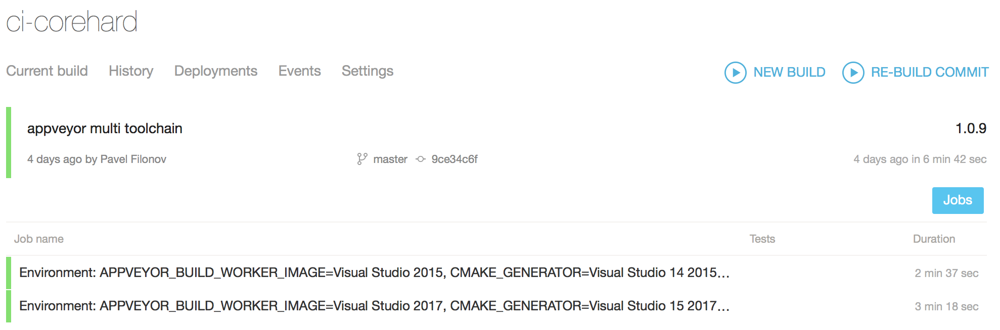 ci-corehard
Current build History Deployments Events Settings NEW BUILD RE-BUILD COMMIT
appveyor multi toolchain 1.0.9
4 days ago by Pavel Filonov master 9ce34c6f 4 days ago in 6 min 42 sec
Jobs
Job name Tests Duration
Environment: APPVEYOR_BUILD_WORKER_IMAGE=Visual Studio 2015, CMAKE_GENERATOR=Visual Studio 14 2015... 2 min 37 sec
Environment: APPVEYOR_BUILD_WORKER_IMAGE=Visual Studio 2017, CMAKE_GENERATOR=Visual Studio 15 2017... 3 min 18 sec